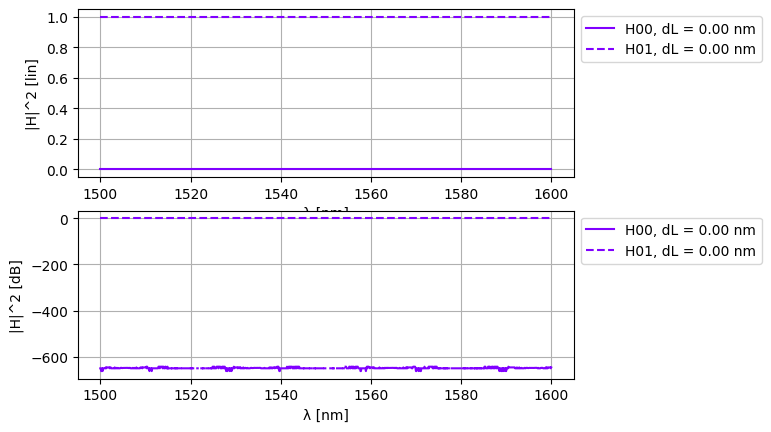 |H|^2 [lin]
1.0
0.8
0.6
0.4
0.2
0.0
1500 1520 1540 1560 1580 1600
λ [nm]
H00, dL = 0.00 nm
H01, dL = 0.00 nm
|H|^2 [dB]
0
−200
−400
−600
1500 1520 1540 1560 1580 1600
λ [nm]
H00, dL = 0.00 nm
H01, dL = 0.00 nm